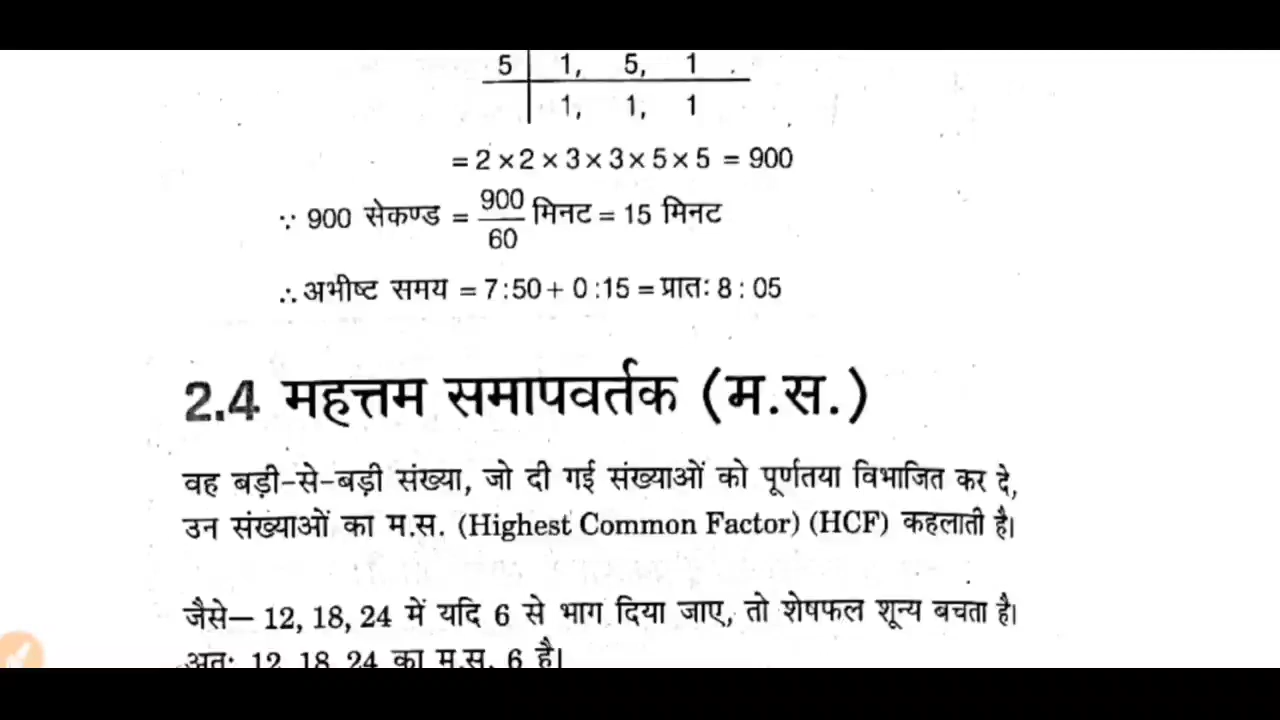 5 | 1, 5, 1
1, 1, 1
= 2 × 2 × 3 × 3 × 5 × 5 = 900
∵ 900 सेकण्ड = 900/60 मिनट = 15 मिनट
∴ अभीष्ट समय = 7:50 + 0:15 = प्रातः 8 : 05
2.4 महत्तम समापवर्तक (म.स.)
वह बड़ी-से-बड़ी संख्या, जो दी गई संख्याओं को पूर्णतया विभाजित कर दे,
उन संख्याओं का म.स. (Highest Common Factor) (HCF) कहलाती है।
जैसे— 12, 18, 24 में यदि 6 से भाग दिया जाए, तो शेषफल शून्य बचता है।
अतः 12, 18, 24 का म.स. 6 है।